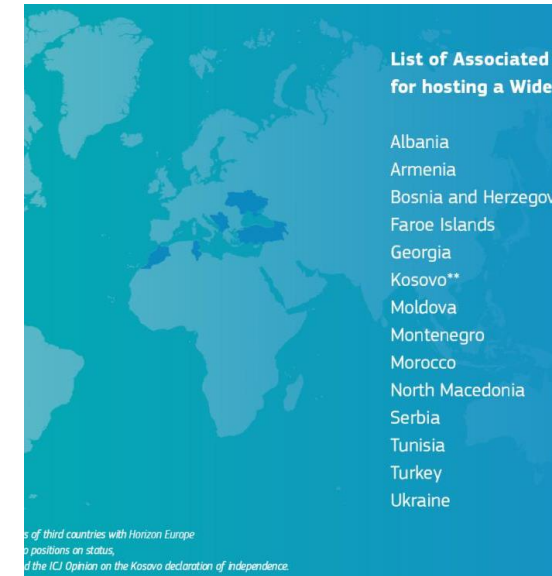 List of Associated
for hosting a Wide
Albania
Armenia
Bosnia and Herzegov
Faroe Islands
Georgia
Kosovo**
Moldova
Montenegro
Morocco
North Macedonia
Serbia
Tunisia
Turkey
Ukraine
s of third countries with Horizon Europe
positions on status,
d the ICJ Opinion on the Kosovo declaration of independence.